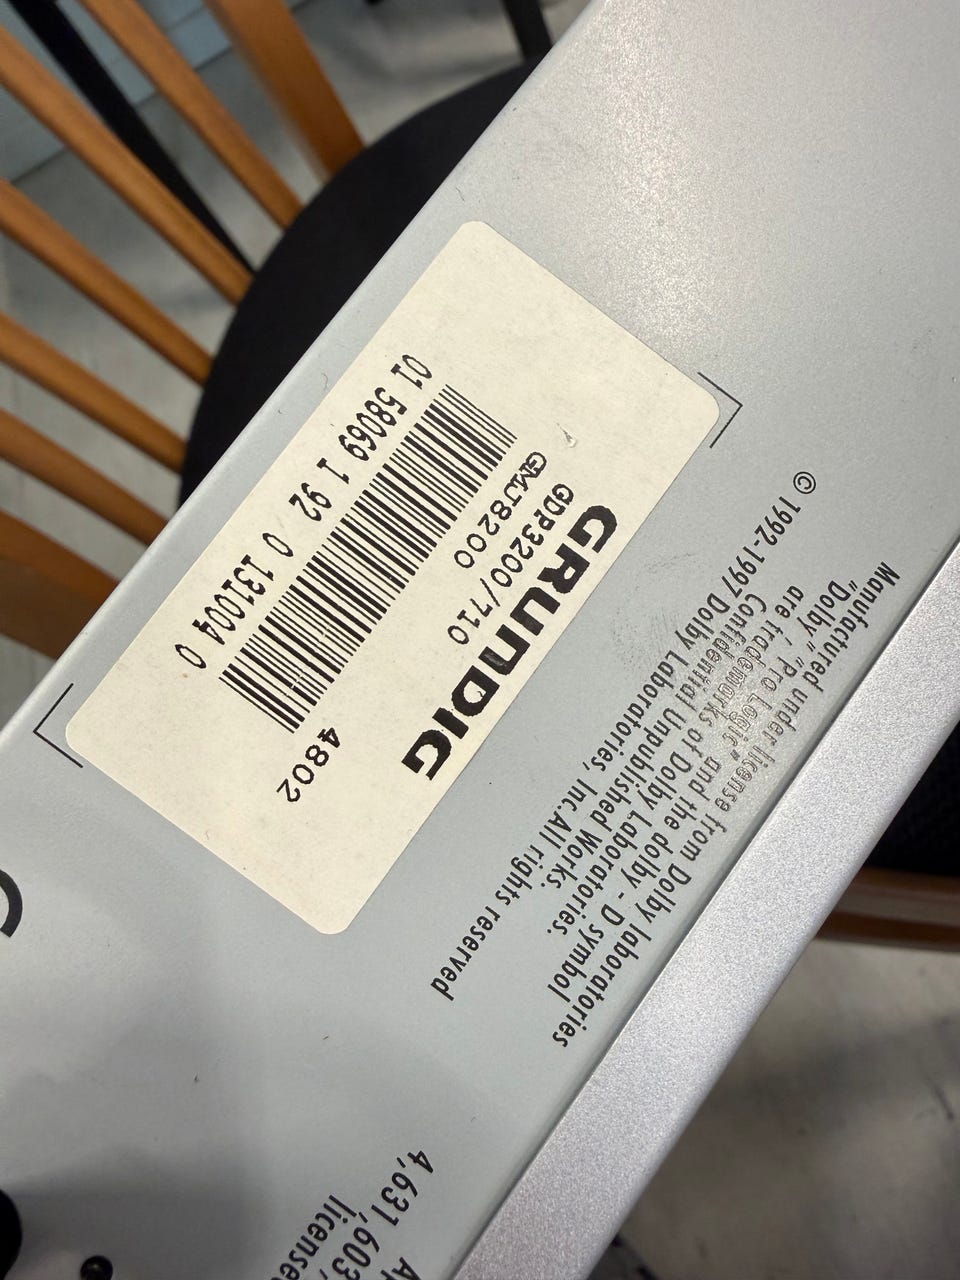 Manufactured under license from Dolby laboratories
"Dolby" "Pro Logic" and the dolby - D symbol
are trademarks of Dolby Laboratories.
Confidential Unpublished Works.
© 1992-1997 Dolby Laboratories, Inc.All rights reserved
GRUNDIG
GDP3200/710
GMJ8200
4802
01 58069 1 92 0 131004 0
4,631,603,
license